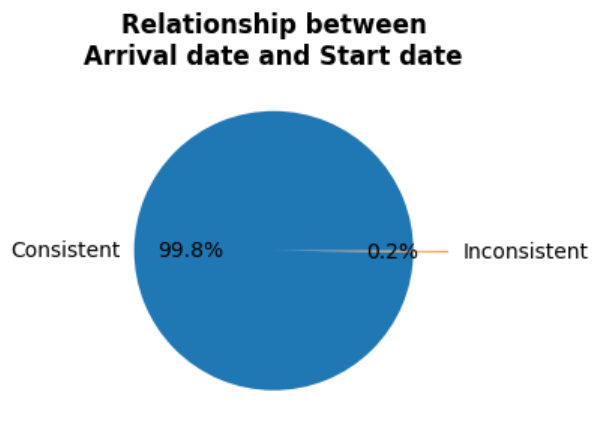 Relationship between
Arrival date and Start date
Consistent
99.8%
0.2%
Inconsistent